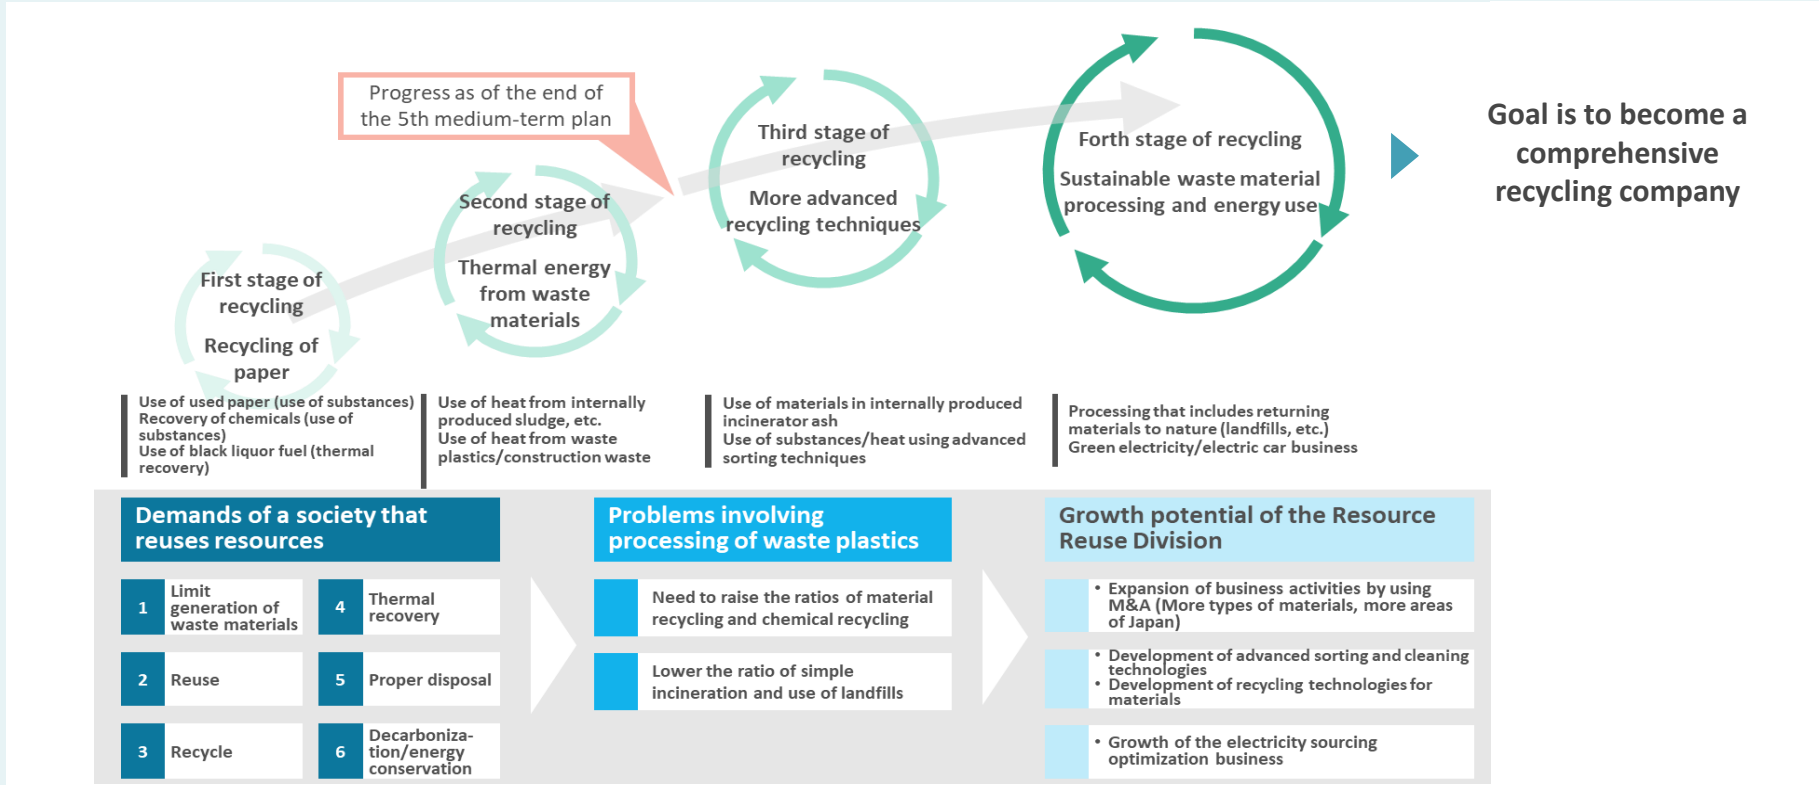 Progress as of the end of
the 5th medium-term plan
First stage of
recycling
Recycling of
paper
Second stage of
recycling
Thermal energy
from waste
materials
Third stage of
recycling
More advanced
recycling techniques
Forth stage of recycling
Sustainable waste material
processing and energy use
Goal is to become a
comprehensive
recycling company
Use of used paper (use of substances)
Recovery of chemicals (use of
substances)
Use of black liquor fuel (thermal
recovery)
Use of heat from internally
produced sludge, etc.
Use of heat from waste
plastics/construction waste
Use of materials in internally produced
incinerator ash
Use of substances/heat using advanced
sorting techniques
Processing that includes returning
materials to nature (landfills, etc.)
Green electricity/electric car business
Demands of a society that
reuses resources
1
Limit
generation of
waste materials
2
Reuse
3
Recycle
4
Thermal
recovery
5
Proper disposal
6
Decarboniza-
tion/energy
conservation
Problems involving
processing of waste plastics
Need to raise the ratios of material
recycling and chemical recycling
Lower the ratio of simple
incineration and use of landfills
Growth potential of the Resource
Reuse Division
• Expansion of business activities by using
M&A (More types of materials, more areas
of Japan)
• Development of advanced sorting and cleaning
technologies
• Development of recycling technologies for
materials
• Growth of the electricity sourcing
optimization business